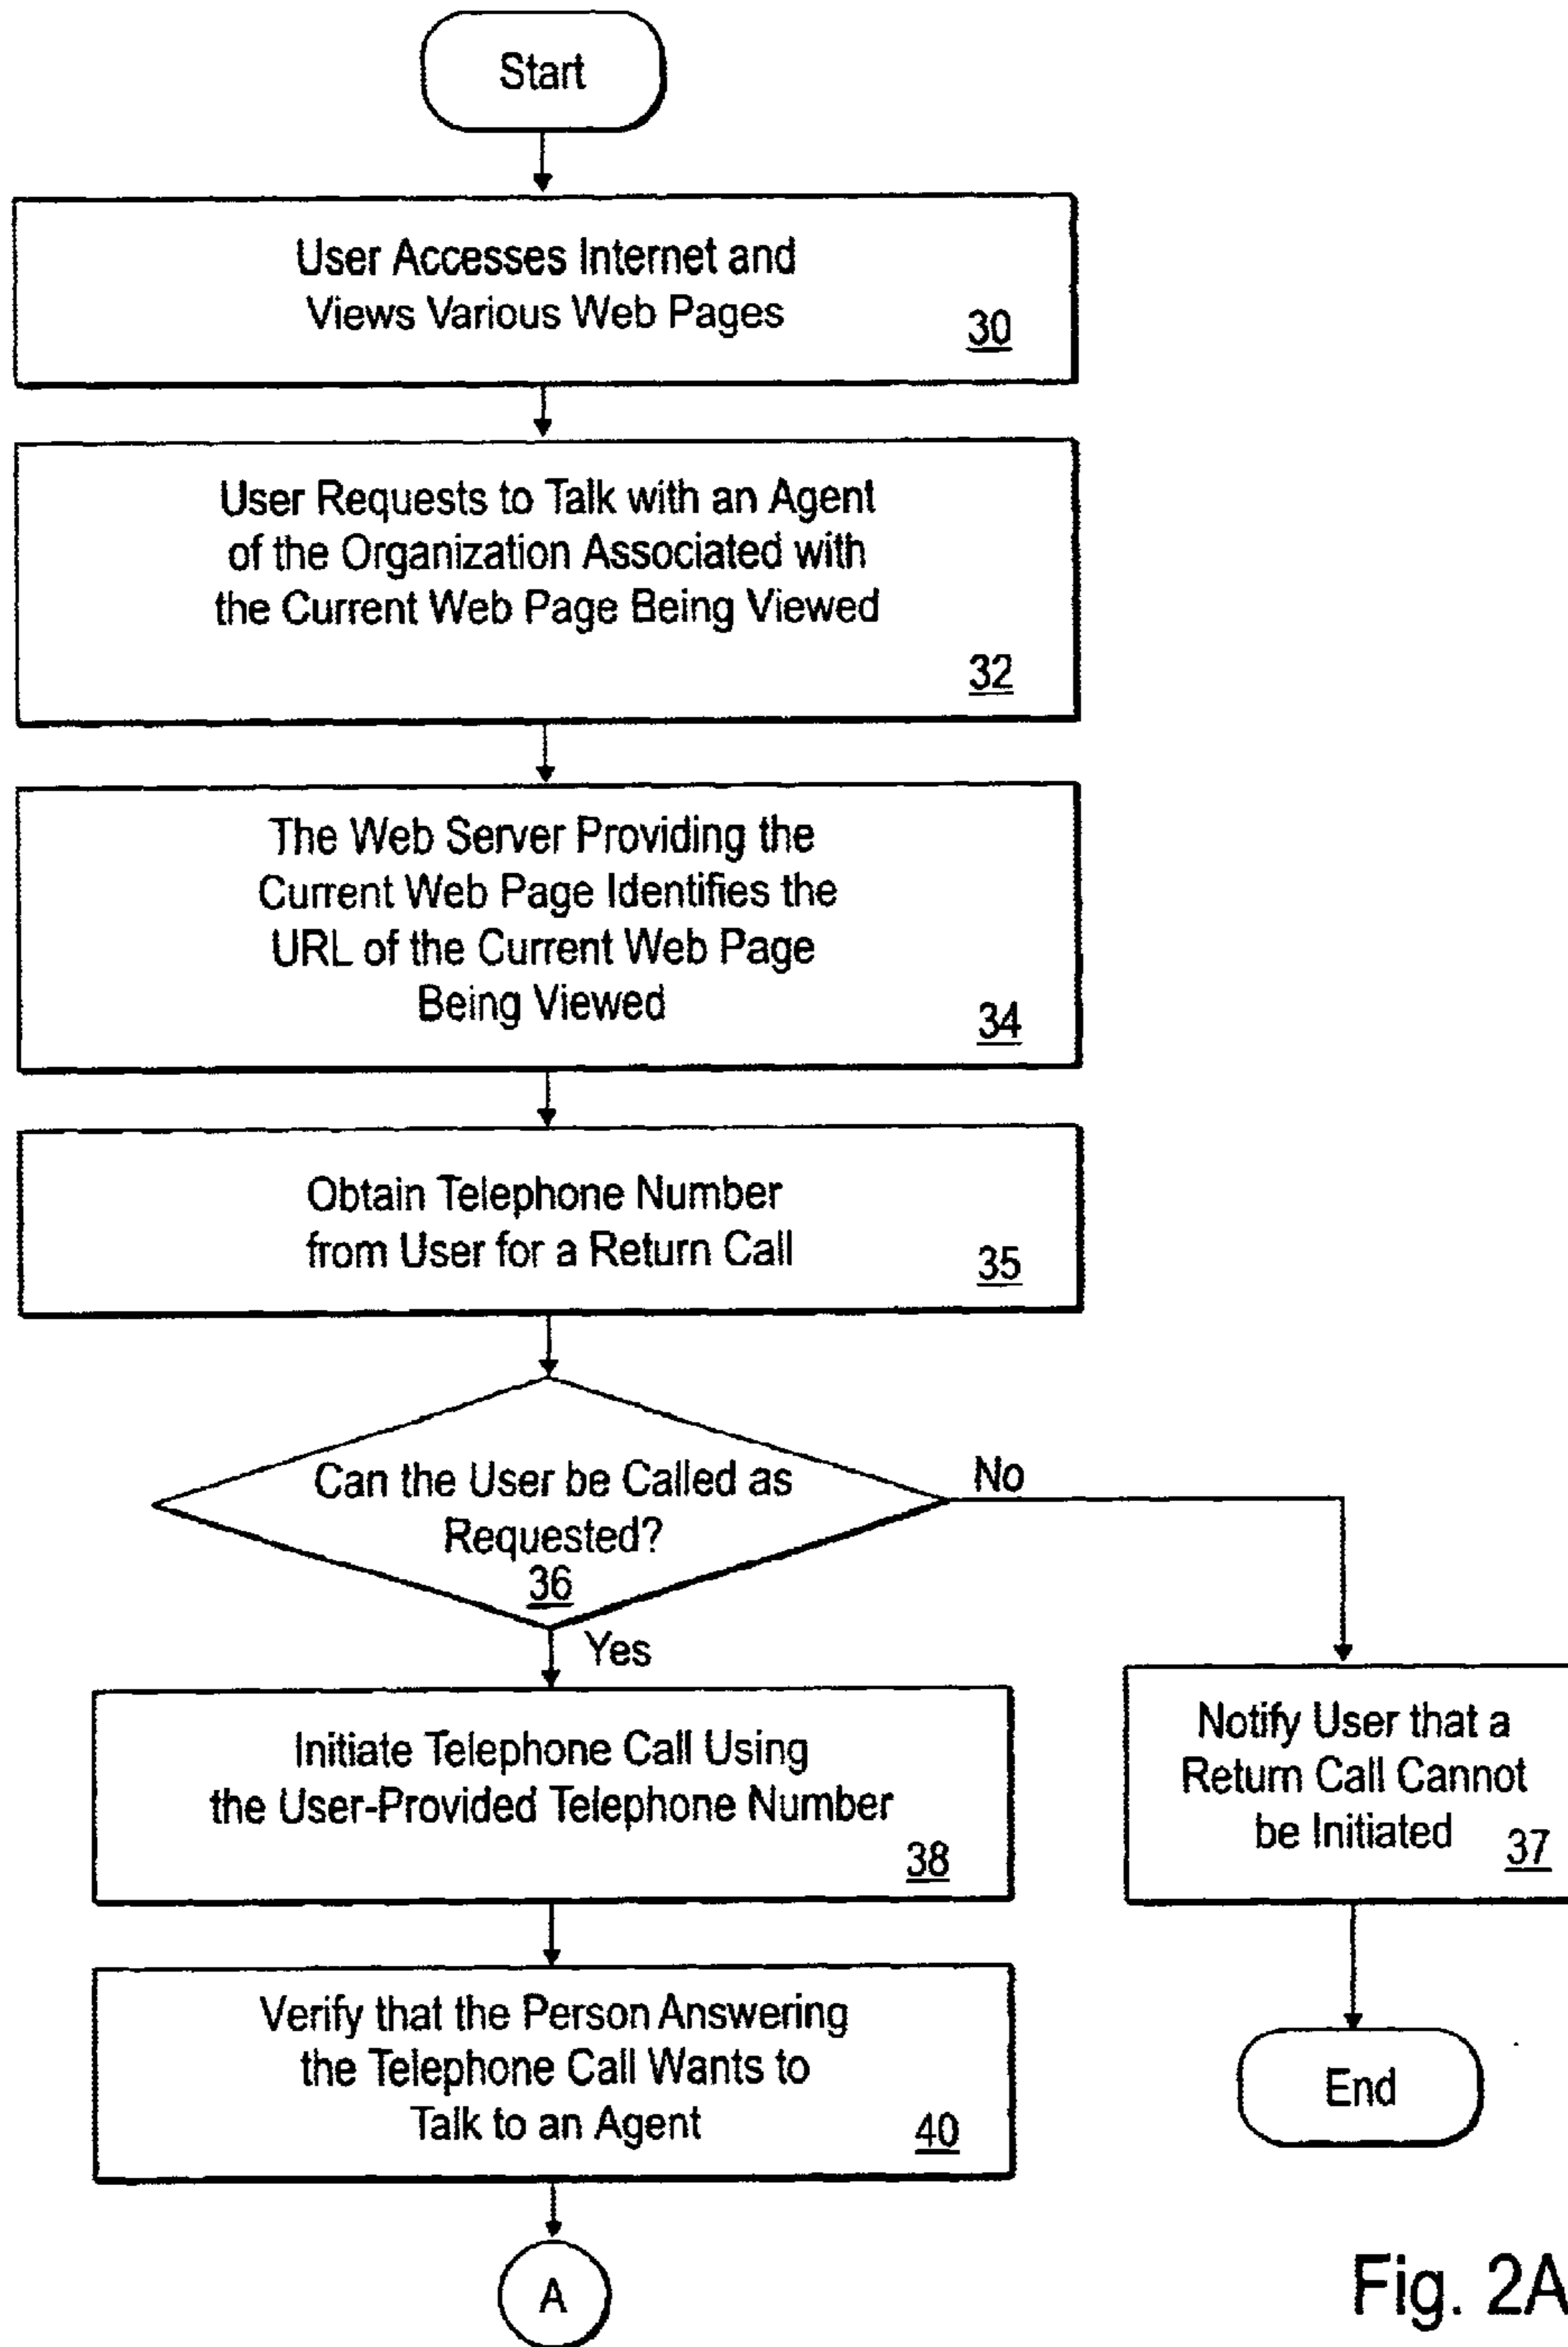 Start
User Accesses Internet and
Views Various Web Pages
30
User Requests to Talk with an Agent
of the Organization Associated with
the Current Web Page Being Viewed
32
The Web Server Providing the
Current Web Page Identifies the
URL of the Current Web Page
Being Viewed
34
Obtain Telephone Number
from User for a Return Call
35
Can the User be Called as
Requested?
36
No
Yes
Initiate Telephone Call Using
the User-Provided Telephone Number
38
Notify User that a
Return Call Cannot
be Initiated
37
Verify that the Person Answering
the Telephone Call Wants to
Talk to an Agent
40
End
A
Fig. 2A